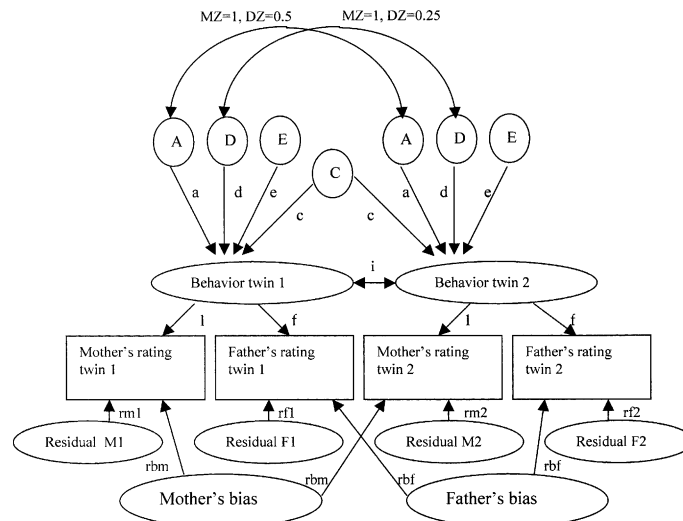 MZ=1, DZ=0.5 MZ=1, DZ=0.25
A D E A D E
C
a d e c c a d e
Behavior twin 1 i Behavior twin 2
1 f 1 f
Mother's rating Father's rating Mother's rating Father's rating
twin 1 twin 1 twin 2 twin 2
rm1 rf1 rm2 rf2
Residual M1 Residual F1 Residual M2 Residual F2
rbm rbm rbf rbf
Mother's bias Father's bias